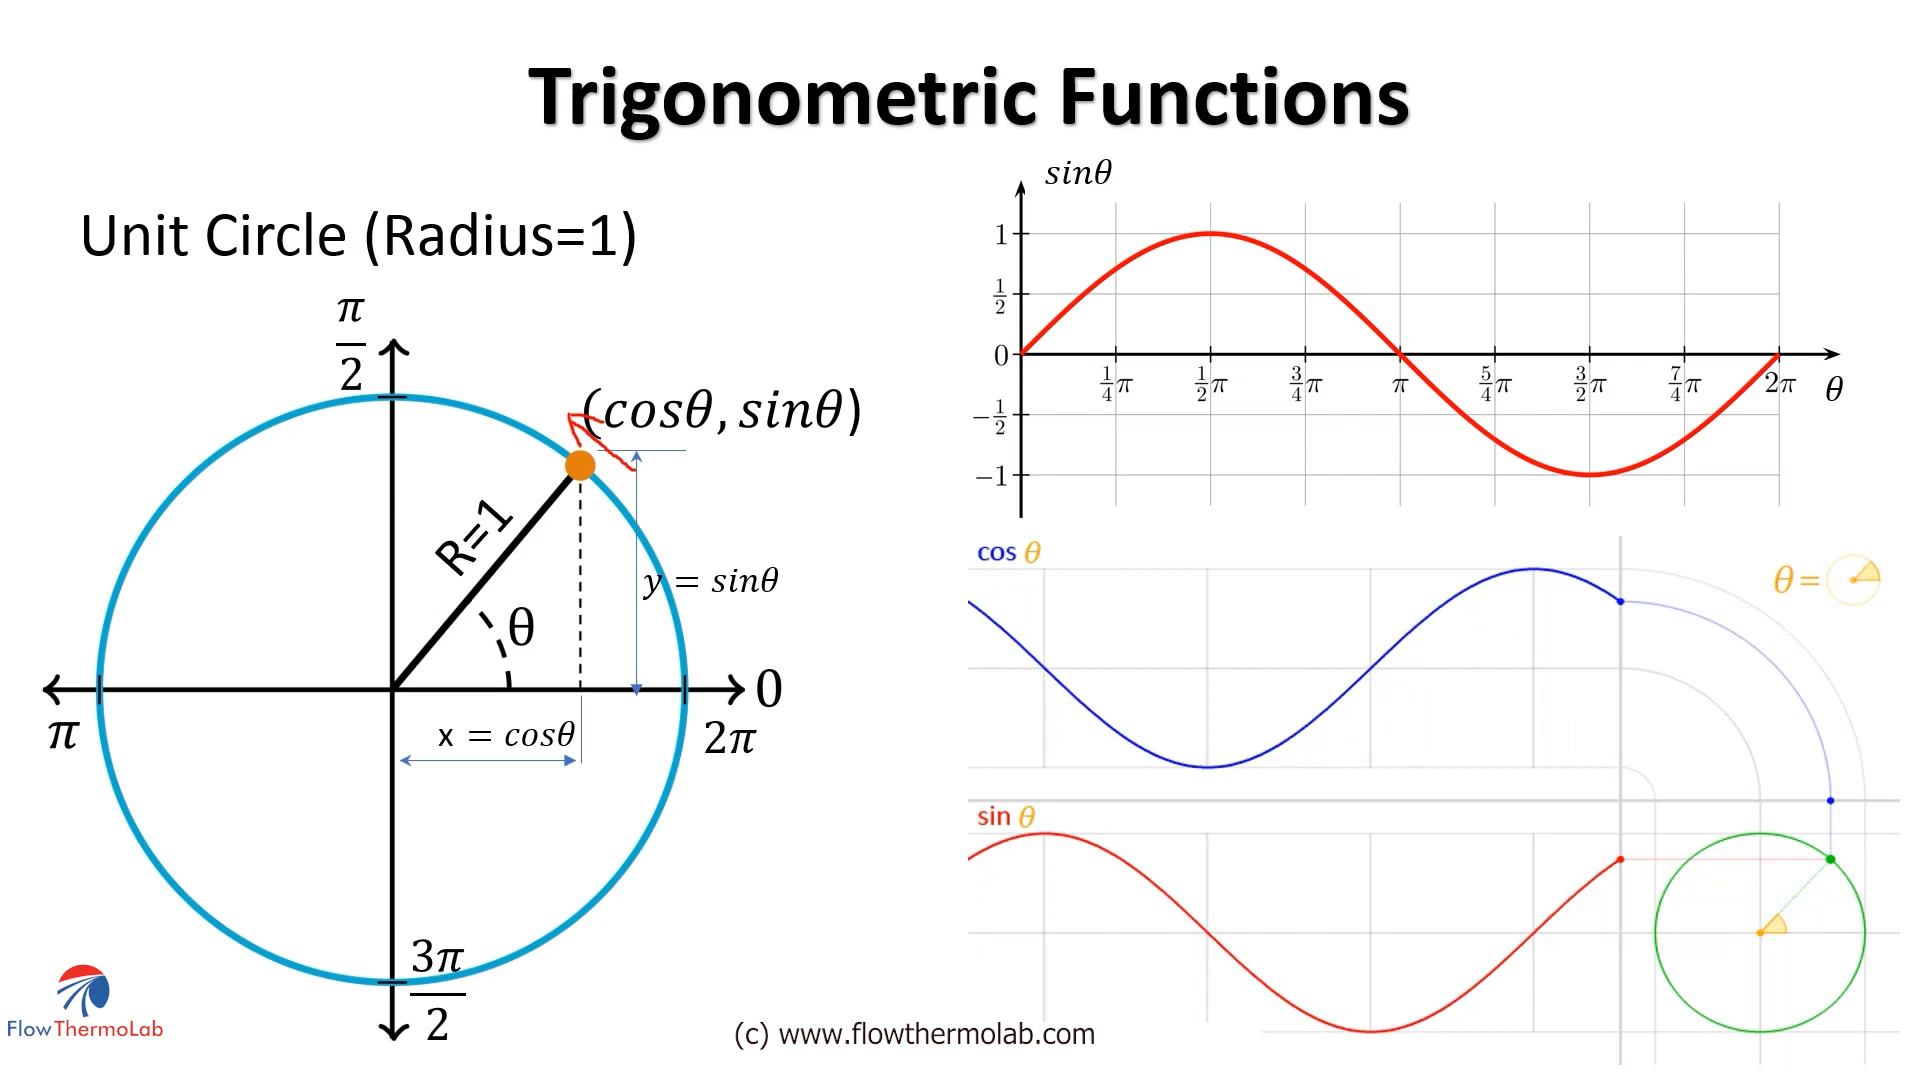 Trigonometric Functions
Unit Circle (Radius=1)
π/2
(cosθ, sinθ)
R=1
θ
y = sinθ
0
π
x = cosθ
2π
3π/2
FlowThermoLab
sinθ
1
1/2
0
1/4π 1/2π 3/4π π 5/4π 3/2π 7/4π 2π θ
−1/2
−1
cos θ
θ =
sin θ
(c) www.flowthermolab.com